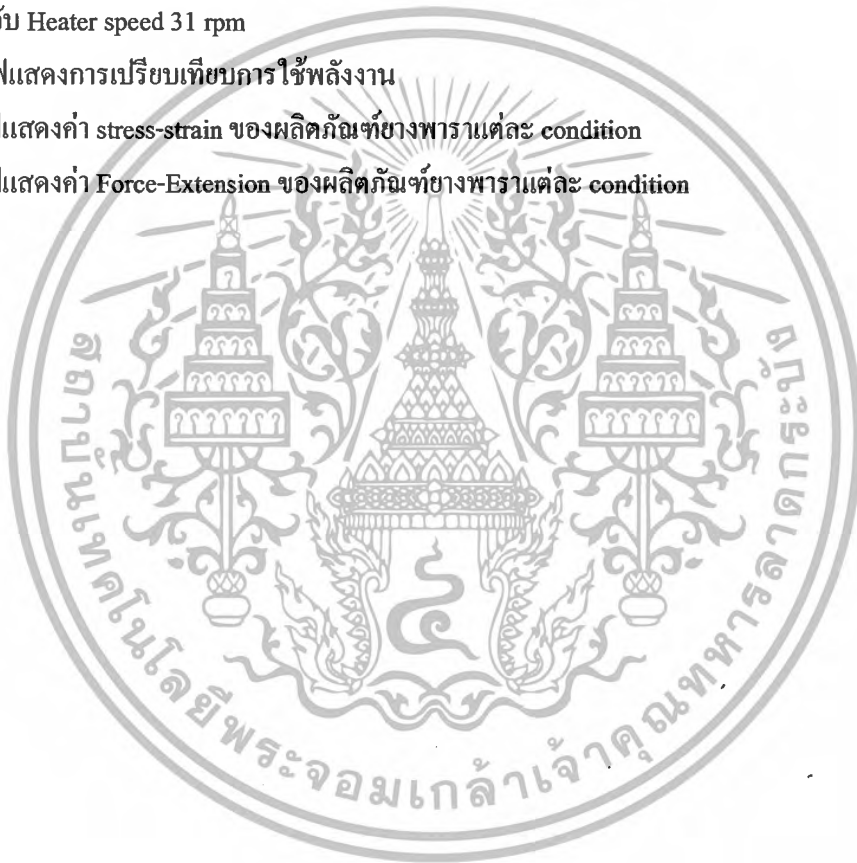 รับ Heater speed 31 rpm
แสดงการเปรียบเทียบการใช้พลังงาน
แสดงค่า stress-strain ของผลิตภัณฑ์ยางพาราแต่ละ condition
แสดงค่า Force-Extension ของผลิตภัณฑ์ยางพาราแต่ละ condition
สถาบันเทคโนโลยีพระจอมเกล้าเจ้าคุณทหารลาดกระบัง